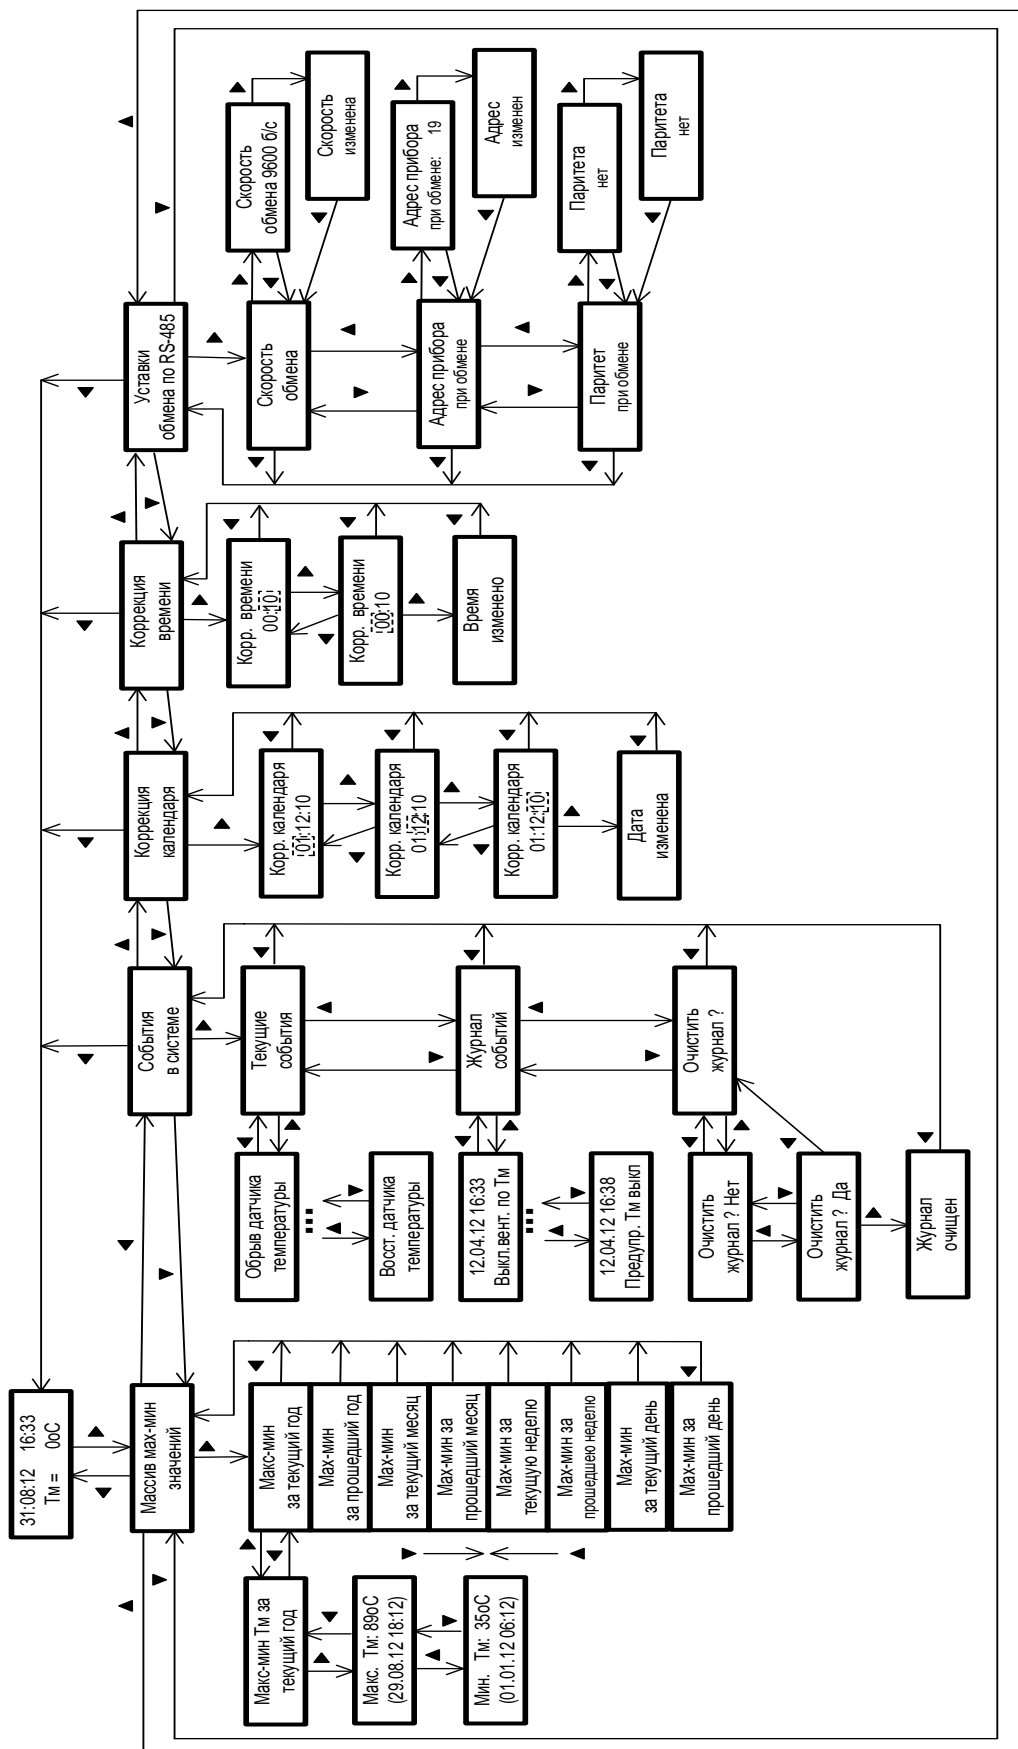 31:08:12 16:33
Тм = 0oC
Массив мах-мин
значений
События
в системе
Коррекция
календаря
Коррекция
времени
Уставки
обмена по RS-485
Макс-мин
за текущий год
Мах-мин
за прошедший год
Мах-мин
за текущий месяц
Мах-мин за
прошедший месяц
Мах-мин за
текущую неделю
Мах-мин за
прошедшею неделю
Мах-мин
за текущий день
Мах-мин за
прошедший день
Макс-мин Тм за
текущий год
Макс. Тм: 89oC
(29.08.12 18:12)
Мин. Тм: 35oC
(01.01.12 06:12)
Текущие
события
Журнал
событий
Очистить
журнал ?
Обрыв датчика
температуры
...
Восст. датчика
температуры
12.04.12 16:33
Выкл.вент. по Тм
...
12.04.12 16:38
Предупр. Тм выкл
Очистить
журнал ? Нет
Очистить
журнал ? Да
Журнал
очищен
Корр. календаря
01:12:10
Корр. календаря
01:12:10
Корр. календаря
01:12:10
Дата
изменена
Корр. времени
00:10
Корр. времени
00:10
Время
изменено
Скорость
обмена
Адрес прибора
при обмене
Паритет
при обмене
Скорость
обмена 9600 б/с
Скорость
изменена
Адрес прибора
при обмене: 19
Адрес
изменен
Паритета
нет
Паритета
нет